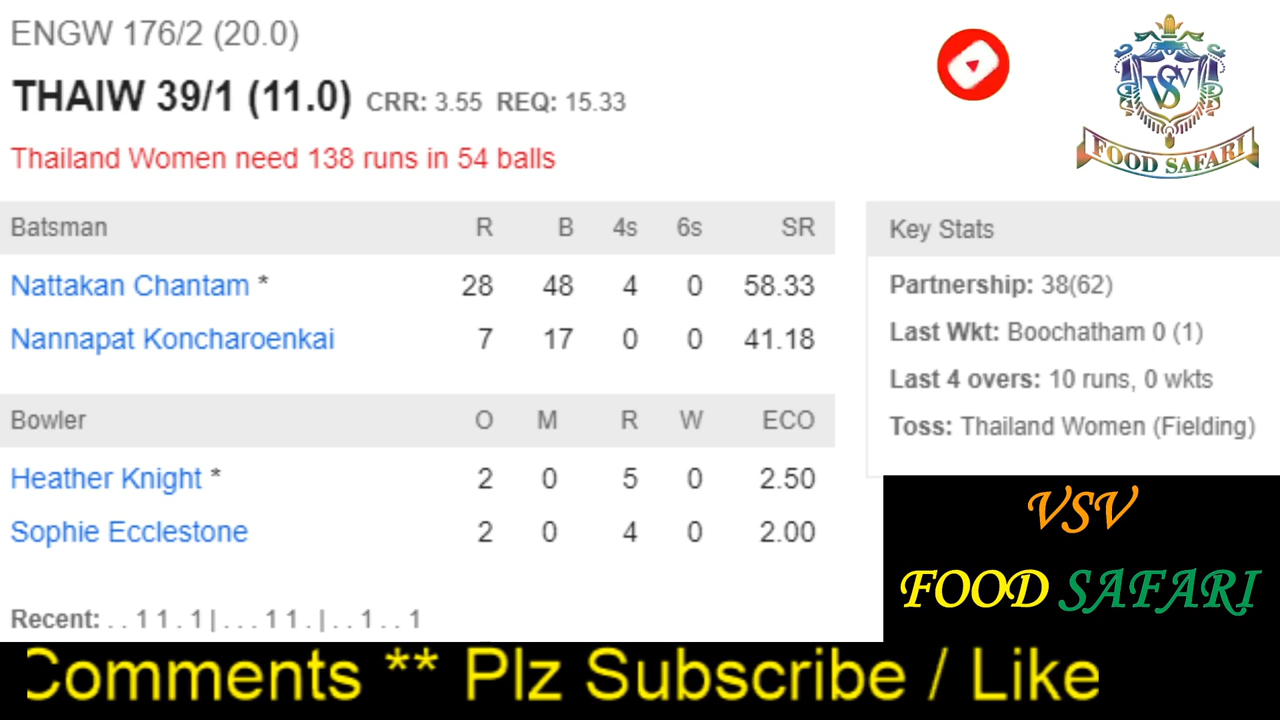 ENGW 176/2 (20.0)
THAIW 39/1 (11.0) CRR: 3.55 REQ: 15.33
Thailand Women need 138 runs in 54 balls
Batsman R B 4s 6s SR
Nattakan Chantam * 28 48 4 0 58.33
Nannapat Koncharoenkai 7 17 0 0 41.18
Bowler O M R W ECO
Heather Knight * 2 0 5 0 2.50
Sophie Ecclestone 2 0 4 0 2.00
Recent: . . 1 1 . 1 | . . . 1 1 . | . . 1 . . 1
VSV
FOOD SAFARI
Key Stats
Partnership: 38(62)
Last Wkt: Boochatham 0 (1)
Last 4 overs: 10 runs, 0 wkts
Toss: Thailand Women (Fielding)
VSV
FOOD SAFARI
Comments ** Plz Subscribe / Like